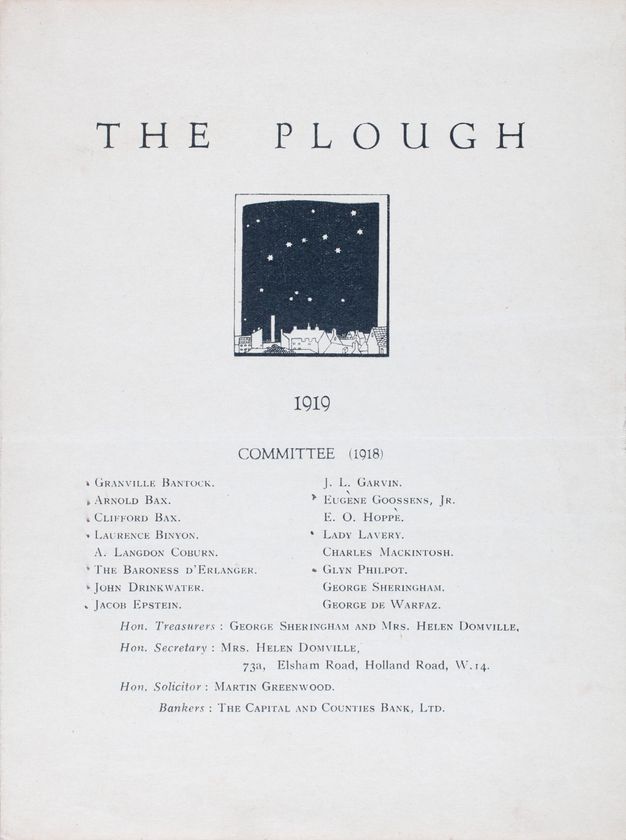 THE PLOUGH
1919
COMMITTEE (1918)
GRANVILLE BANTOCK.
ARNOLD BAX.
CLIFFORD BAX.
LAURENCE BINYON.
A. LANGDON COBURN.
THE BARONESS D'ERLANGER.
JOHN DRINKWATER.
JACOB EPSTEIN.
J. L. GARVIN.
EUGÈNE GOOSSENS, JR.
E. O. HOPPÈ.
LADY LAVERY.
CHARLES MACKINTOSH.
GLYN PHILPOT.
GEORGE SHERINGHAM.
GEORGE DE WARFAZ.
Hon. Treasurers : GEORGE SHERINGHAM AND MRS. HELEN DOMVILLE,
Hon. Secretary : MRS. HELEN DOMVILLE,
73a, Elsham Road, Holland Road, W.14.
Hon. Solicitor : MARTIN GREENWOOD.
Bankers : THE CAPITAL AND COUNTIES BANK, LTD.